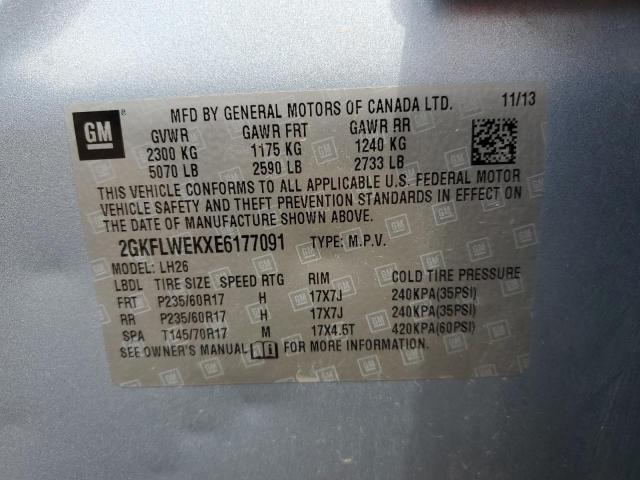 GM
MFD BY GENERAL MOTORS OF CANADA LTD. 11/13
GVWR GAWR FRT GAWR RR
2300 KG 1175 KG 1240 KG
5070 LB 2590 LB 2733 LB
THIS VEHICLE CONFORMS TO ALL APPLICABLE U.S. FEDERAL MOTOR
VEHICLE SAFETY AND THEFT PREVENTION STANDARDS IN EFFECT ON
THE DATE OF MANUFACTURE SHOWN ABOVE.
2GKFLWEKXE6177091 TYPE: M.P.V.
MODEL: LH26
LBDL TIRE SIZE SPEED RTG RIM COLD TIRE PRESSURE
FRT P235/60R17 H 17X7J 240KPA(35PSI)
RR P235/60R17 H 17X7J 240KPA(35PSI)
SPA T145/70R17 M 17X4.5T 420KPA(60PSI)
SEE OWNER'S MANUAL FOR MORE INFORMATION.